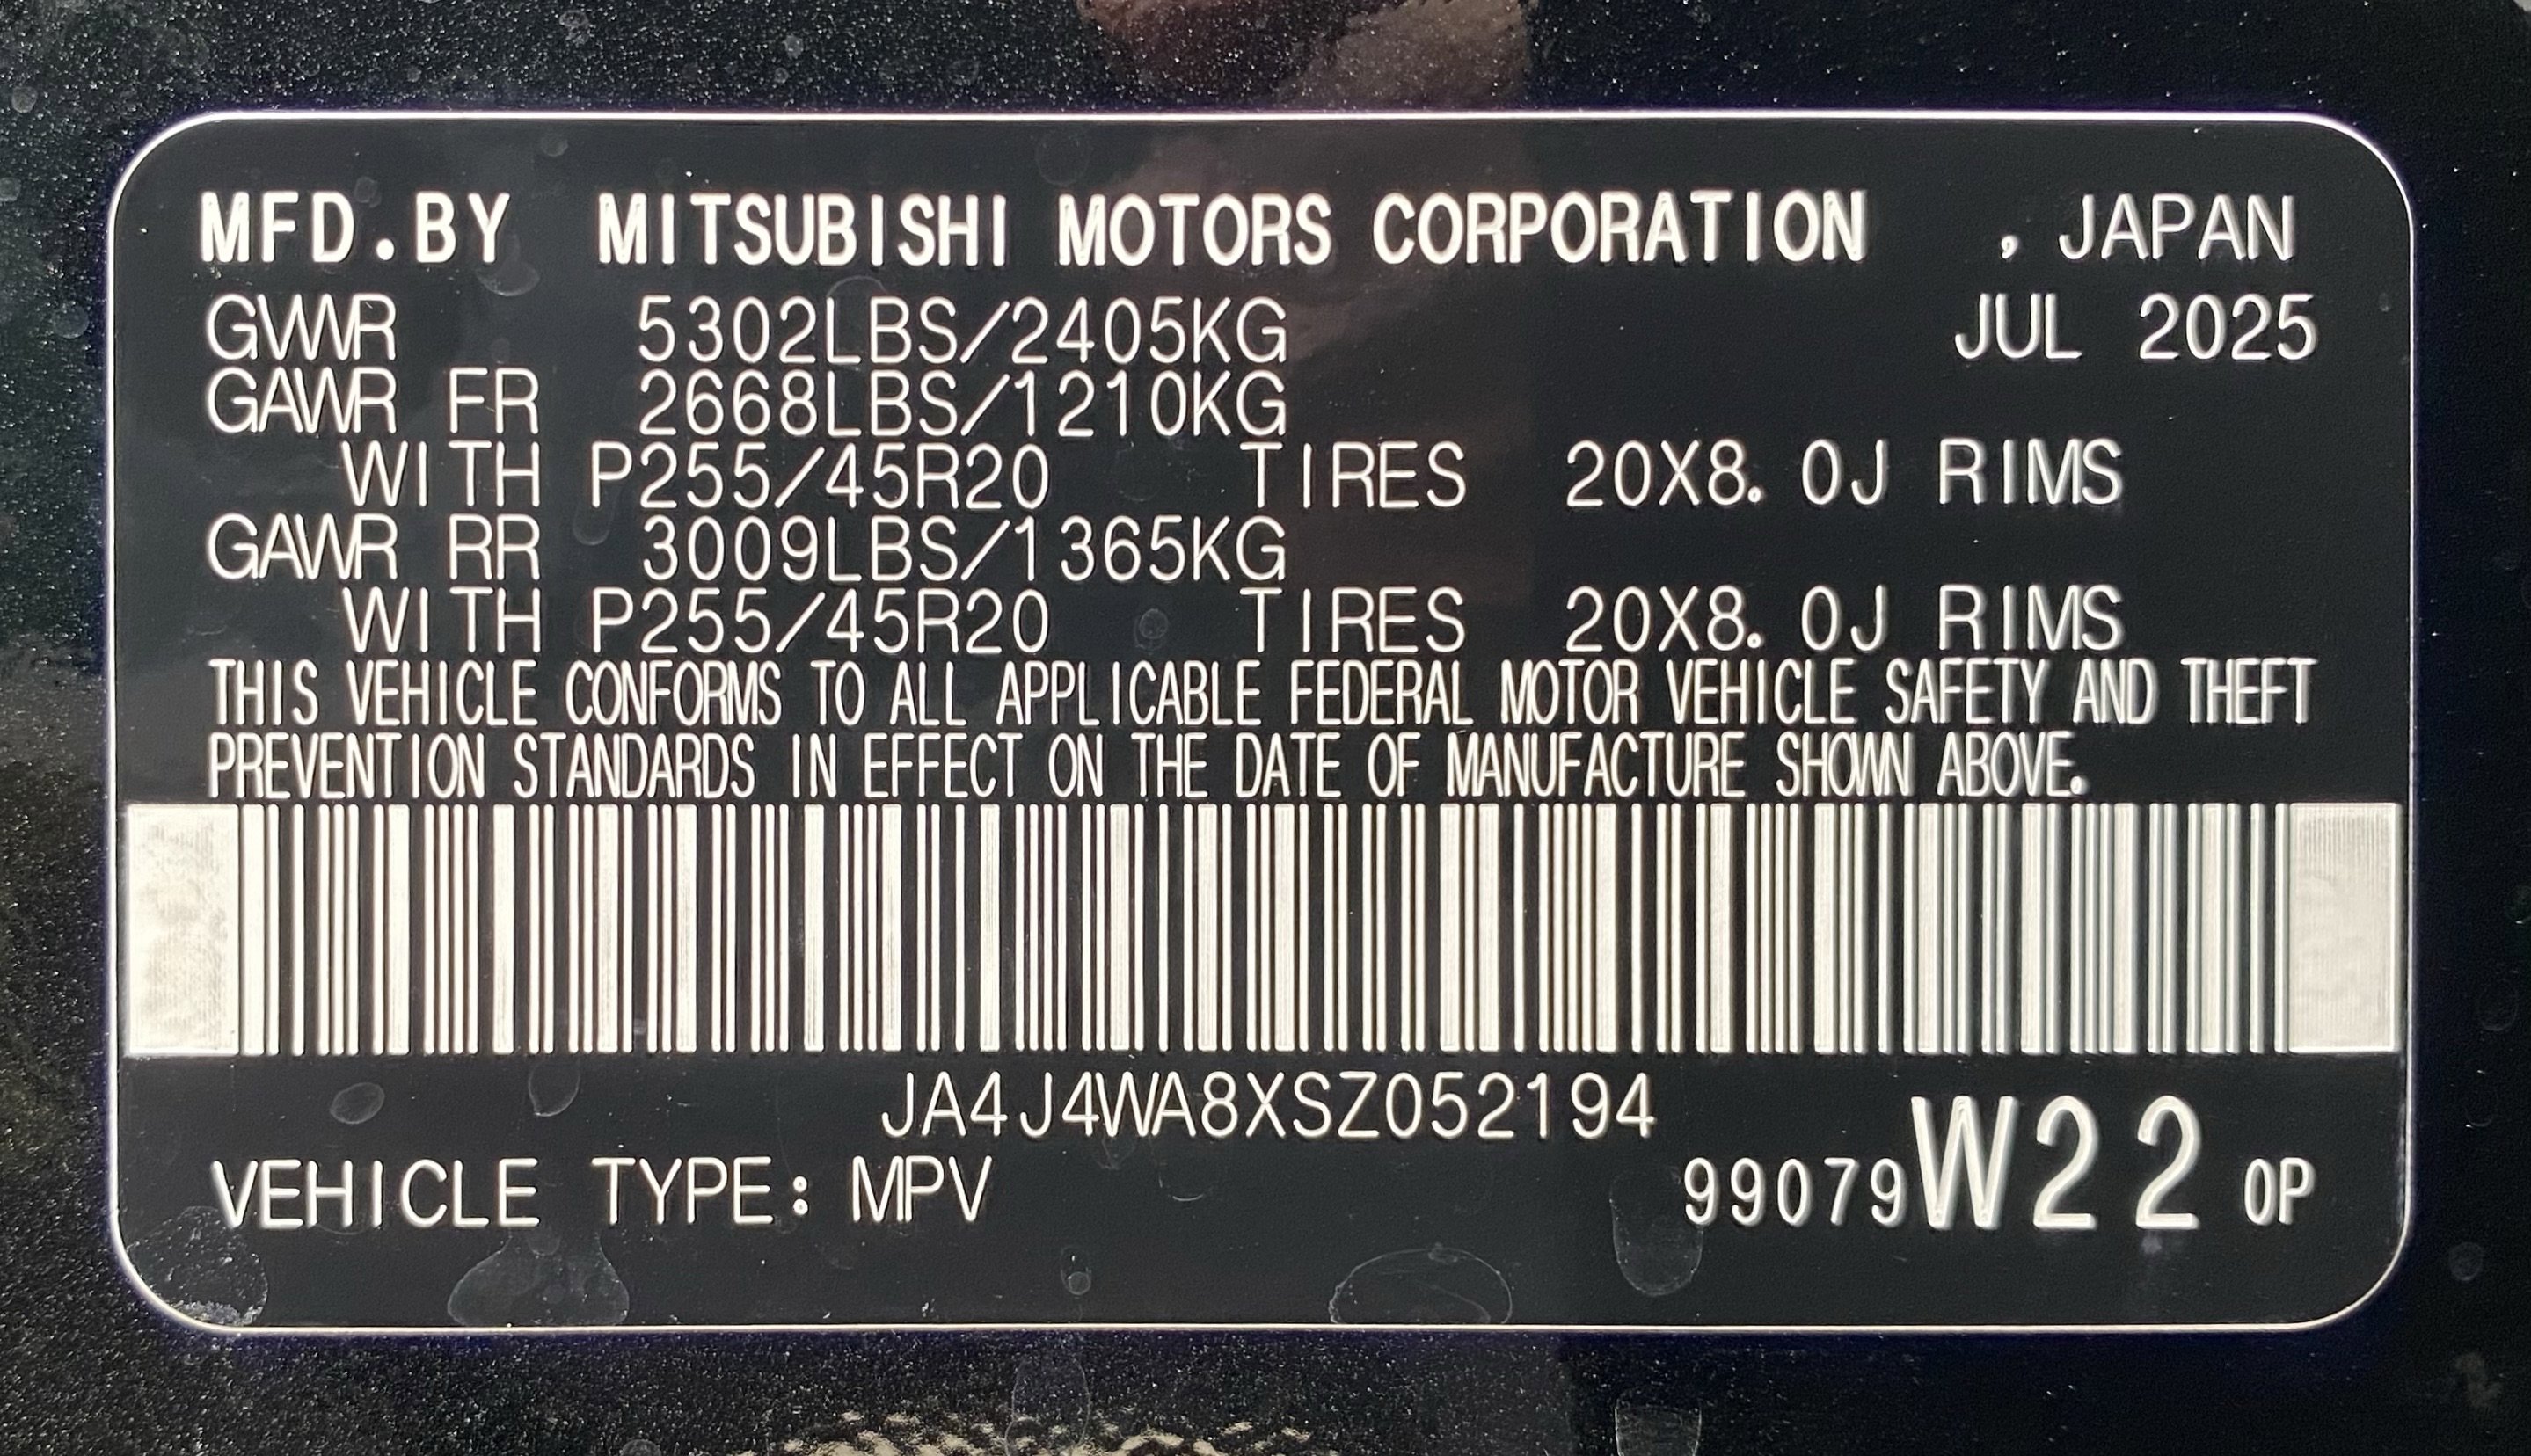 MFD.BY MITSUBISHI MOTORS CORPORATION , JAPAN
GVWR 5302LBS/2405KG JUL 2025
GAWR FR 2668LBS/1210KG
WITH P255/45R20 TIRES 20X8.0J RIMS
GAWR RR 3009LBS/1365KG
WITH P255/45R20 TIRES 20X8.0J RIMS
THIS VEHICLE CONFORMS TO ALL APPLICABLE FEDERAL MOTOR VEHICLE SAFETY AND THEFT
PREVENTION STANDARDS IN EFFECT ON THE DATE OF MANUFACTURE SHOWN ABOVE.
JA4J4WA8XSZ052194
VEHICLE TYPE: MPV 99079W22 0P